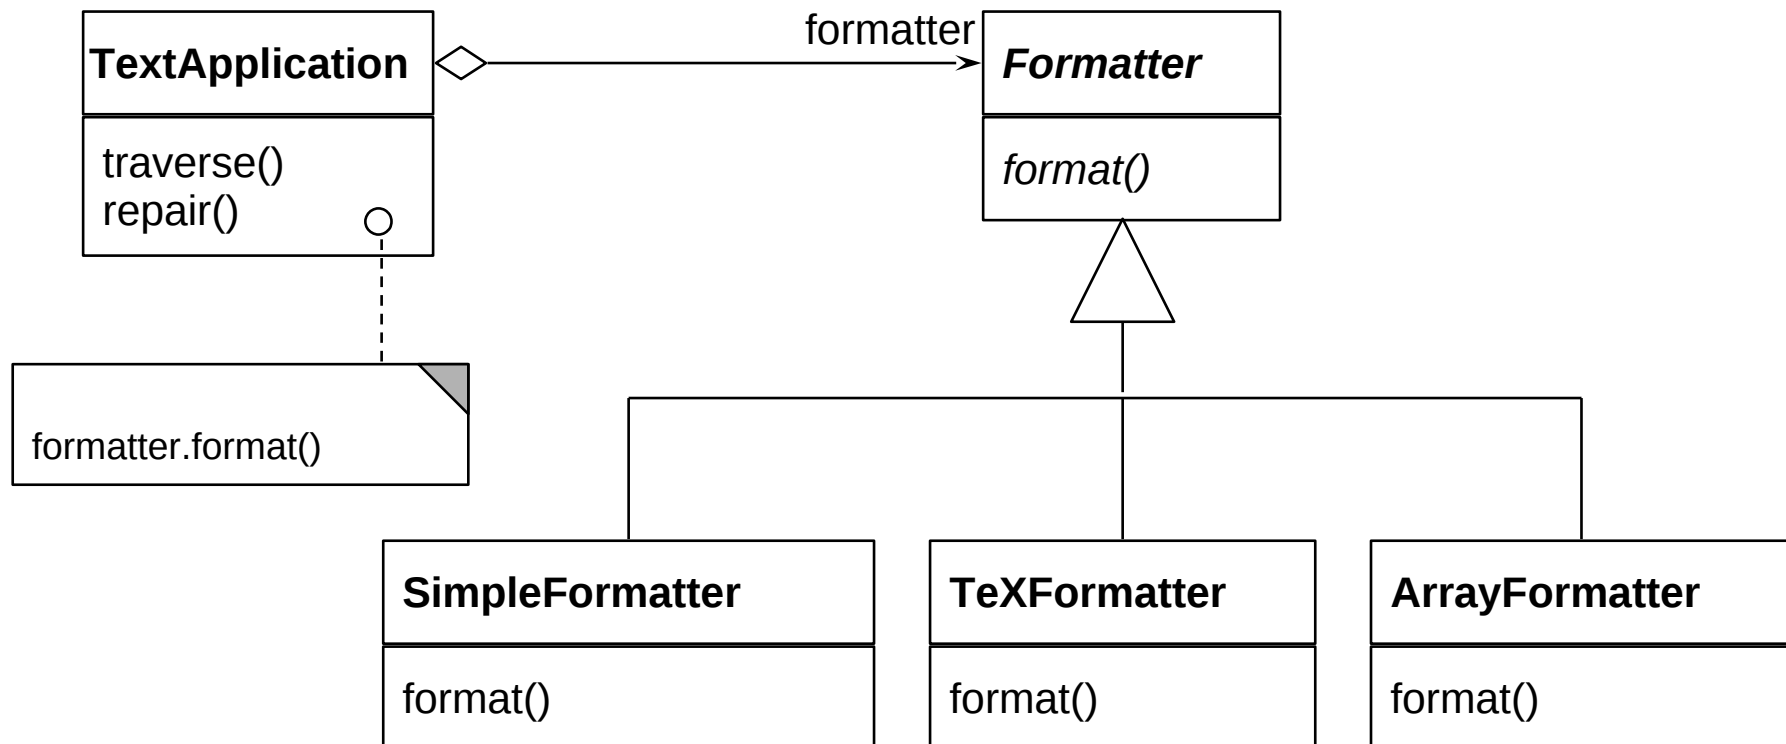 formatter
TextApplication
Formatter
traverse()
repair()
format()
formatter.format()
SimpleFormatter
TeXFormatter
ArrayFormatter
format()
format()
format()